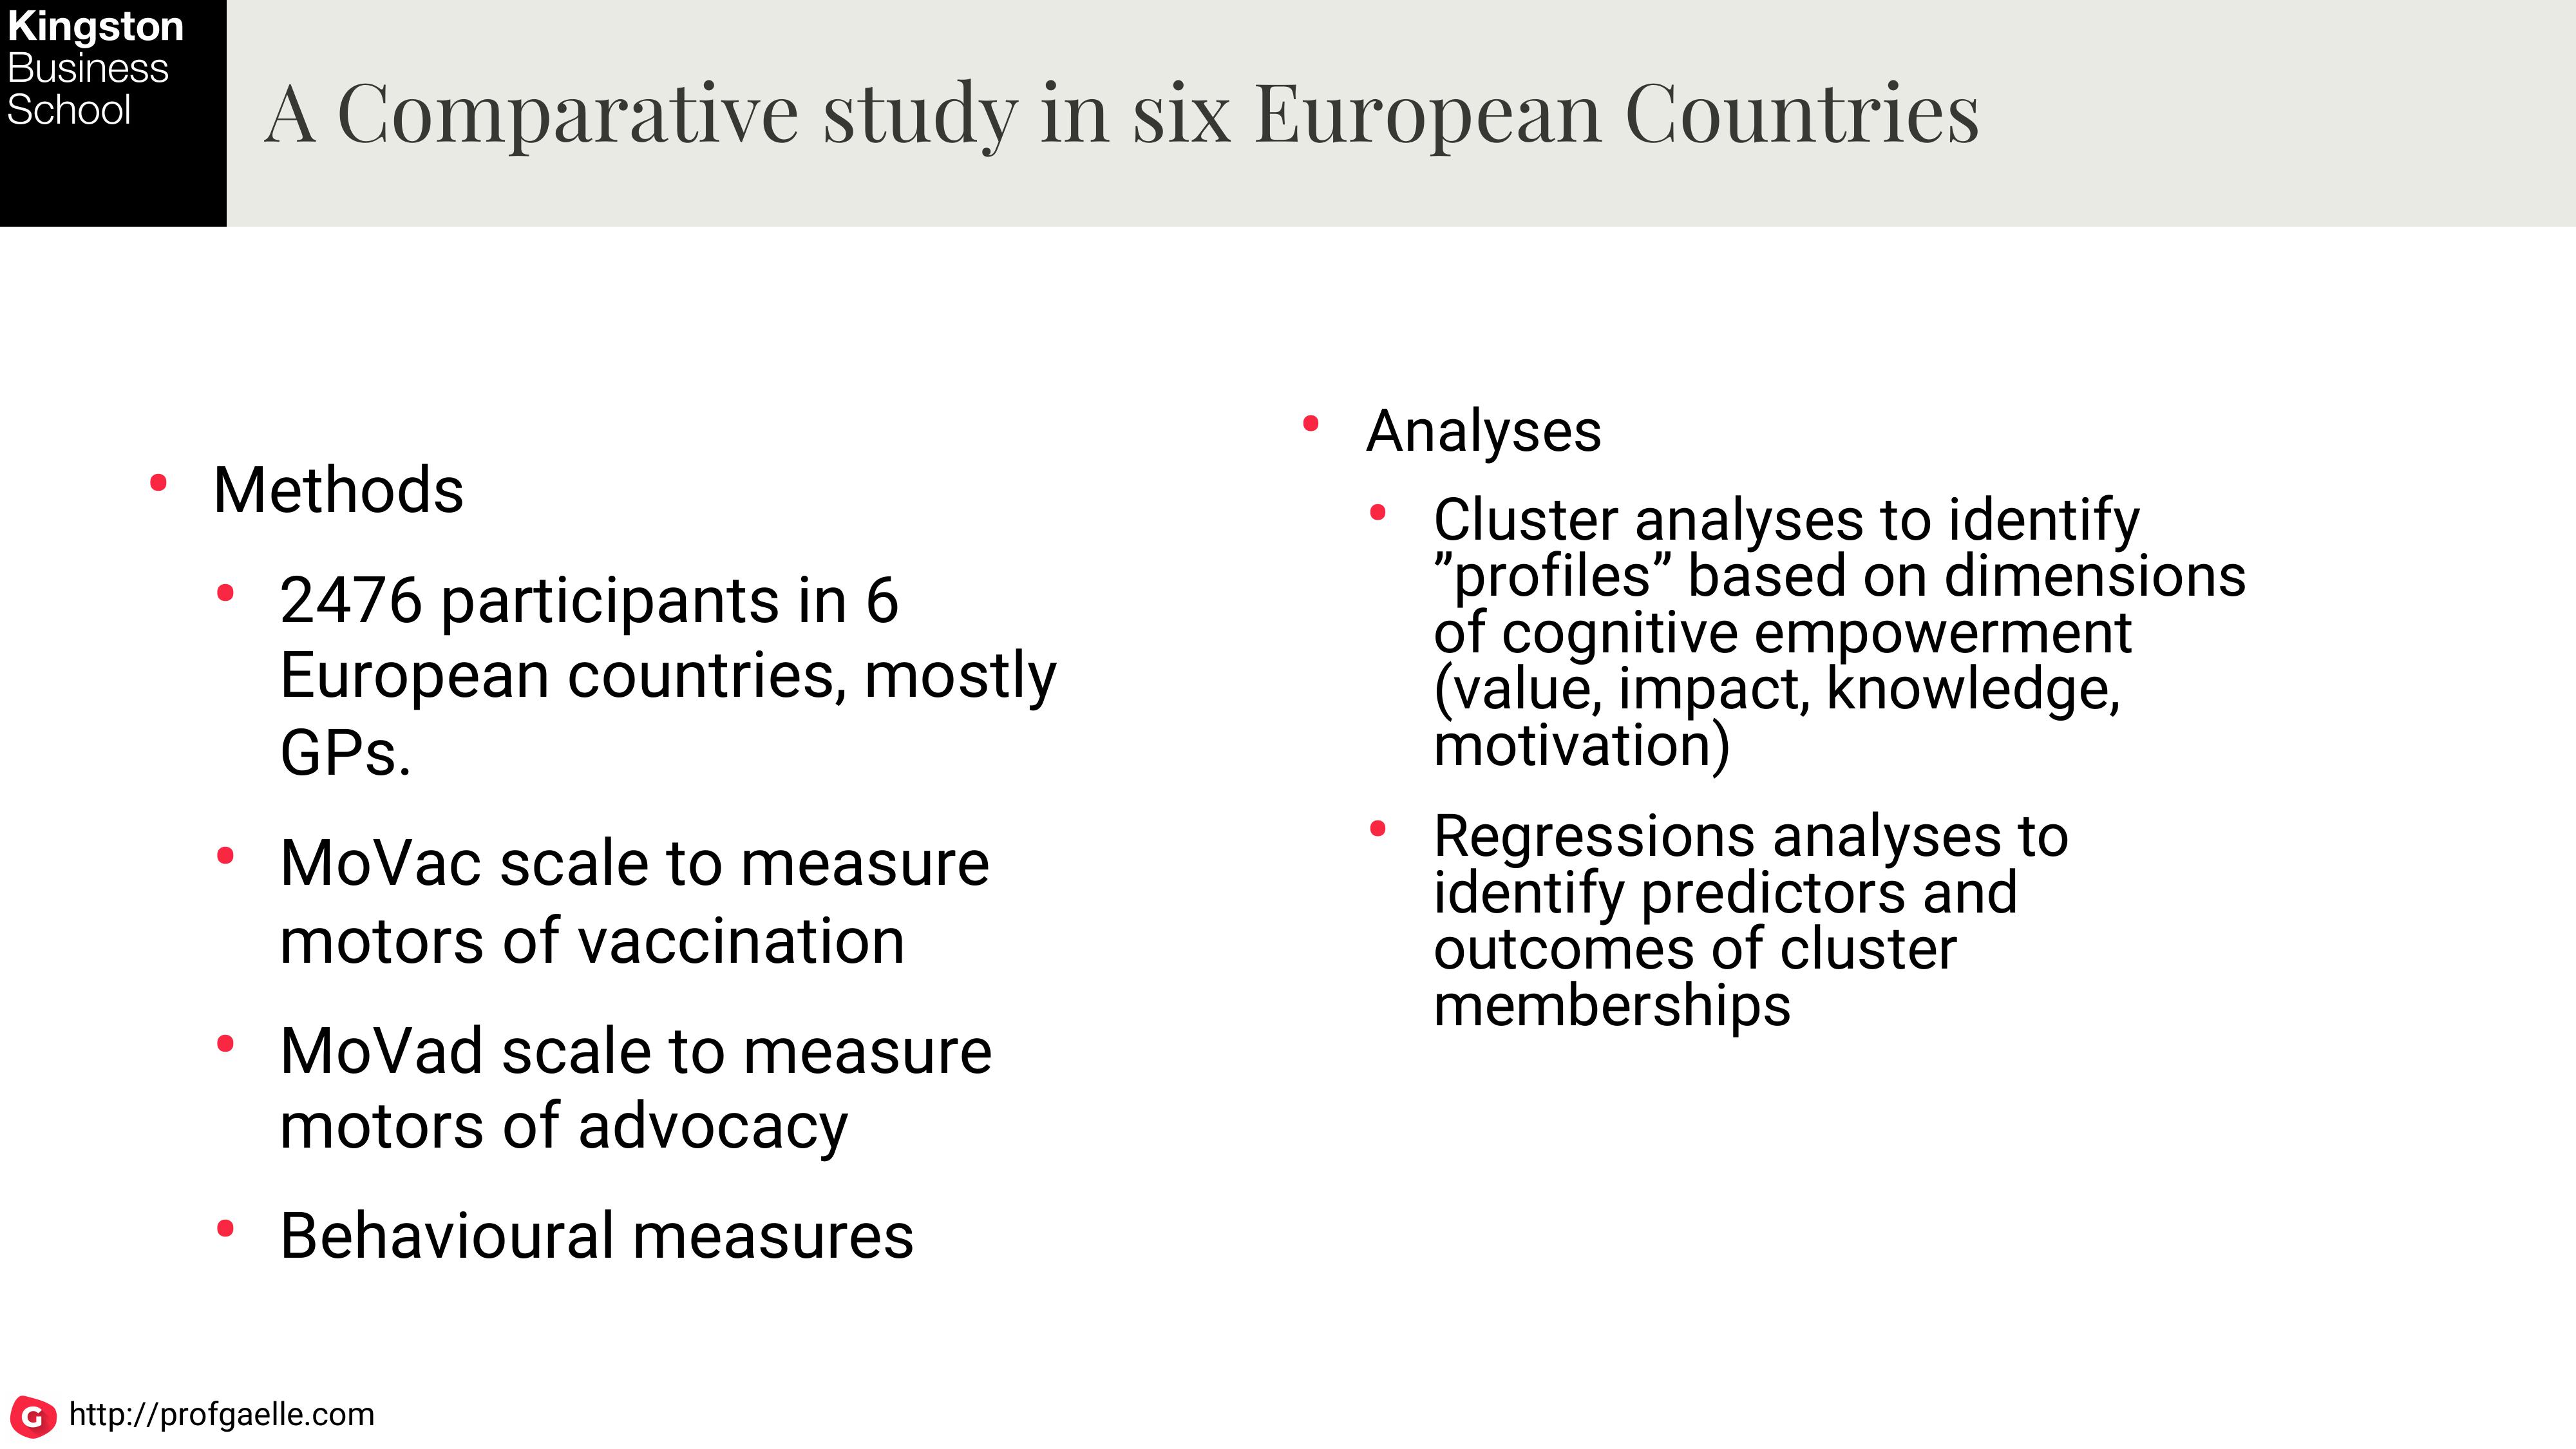 Kingston
Business
School
A Comparative study in six European Countries
• Methods
• 2476 participants in 6
European countries, mostly
GPs.
• MoVac scale to measure
motors of vaccination
• MoVad scale to measure
motors of advocacy
• Behavioural measures
• Analyses
• Cluster analyses to identify
”profiles” based on dimensions
of cognitive empowerment
(value, impact, knowledge,
motivation)
• Regressions analyses to
identify predictors and
outcomes of cluster
memberships
G http://profgaelle.com